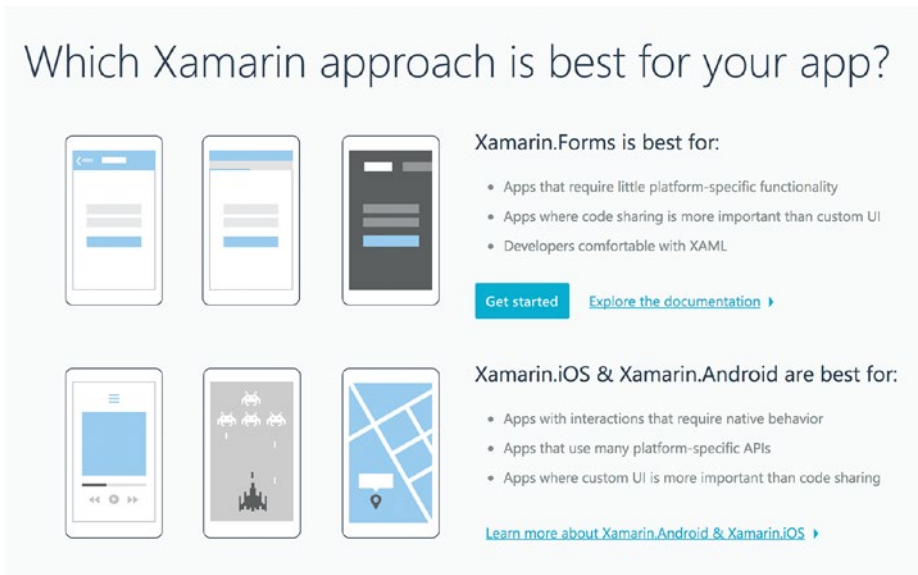 Which Xamarin approach is best for your app?
Xamarin.Forms is best for:
• Apps that require little platform-specific functionality
• Apps where code sharing is more important than custom UI
• Developers comfortable with XAML
Get started
Explore the documentation
Xamarin.iOS & Xamarin.Android are best for:
• Apps with interactions that require native behavior
• Apps that use many platform-specific APIs
• Apps where custom UI is more important than code sharing
Learn more about Xamarin.Android & Xamarin.iOS